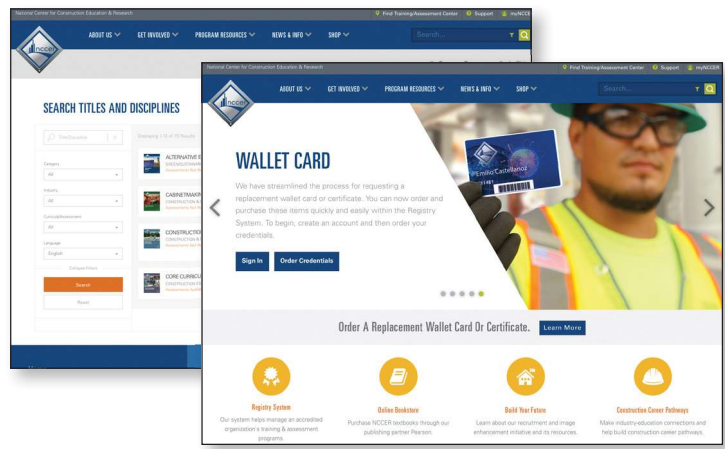 National Center for Construction Education & Research
Find Training/Assessment Center
Support
myNCCE
nccer
ABOUT US
GET INVOLVED
PROGRAM RESOURCES
NEWS & INFO
SHOP
Search...
SEARCH TITLES AND DISCIPLINES
Title/Discipline
Category
All
Industry
All
Curricula/Assessment
All
Language
English
Collapse Filters
Search
Reset
ALTERNATIVE E
CABINETMAKIN
CONSTRUCTION
CORE CURRICU
National Center for Construction Education & Research
Find Training/Assessment Center
Support
myNCCER
nccer
ABOUT US
GET INVOLVED
PROGRAM RESOURCES
NEWS & INFO
SHOP
Search...
WALLET CARD
We have streamlined the process for requesting a
replacement wallet card or certificate. You can now order and
purchase these items quickly and easily within the Registry
System. To begin, create an account and then order your
credentials.
Sign In
Order Credentials
Emilio Castellanoz
Order A Replacement Wallet Card Or Certificate.
Learn More
Registry System
Our system helps manage an accredited
organization's training & assessment
programs.
Online Bookstore
Purchase NCCER textbooks through our
publishing partner Pearson.
Build Your Future
Learn about our recruitment and image
enhancement initiative and its resources.
Construction Career Pathways
Make industry-education connections and
help build construction career pathways.